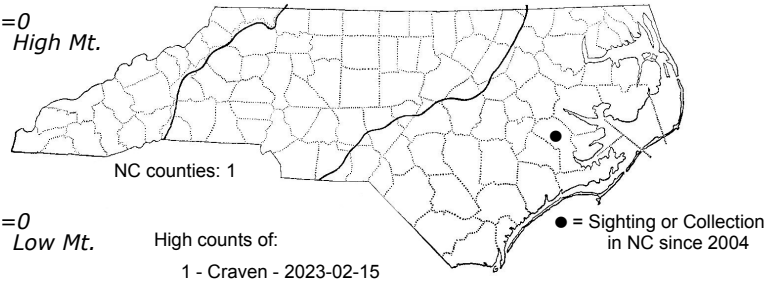 =0
High Mt.
NC counties: 1
=0
Low Mt.
High counts of:
1 - Craven - 2023-02-15
● = Sighting or Collection
in NC since 2004